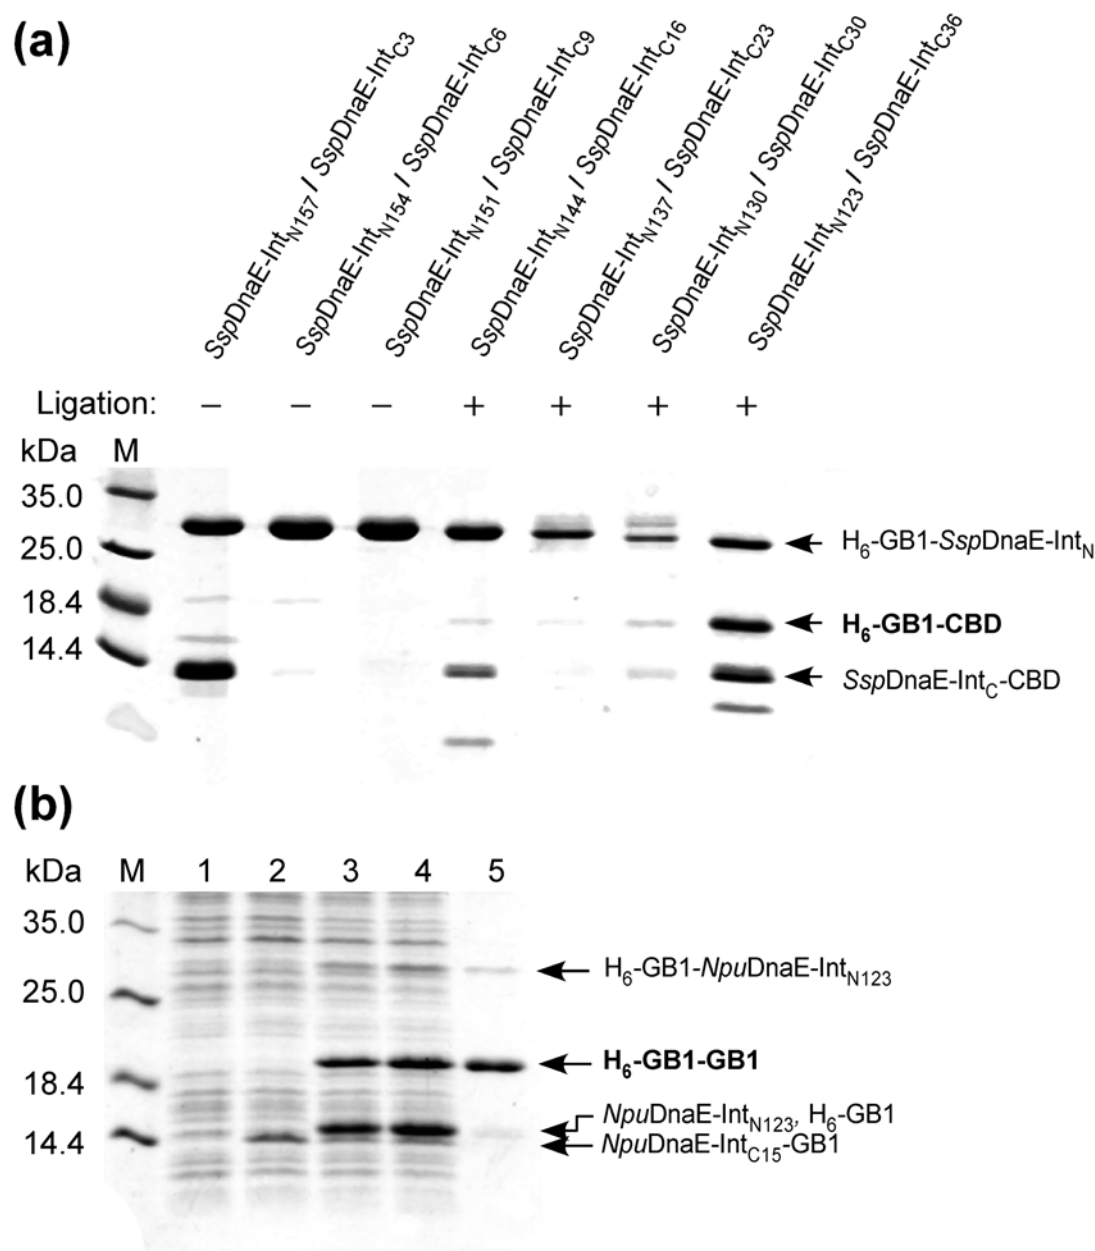 (a)
SspDnaE-IntN157 / SspDnaE-IntC3
SspDnaE-IntN154 / SspDnaE-IntC6
SspDnaE-IntN151 / SspDnaE-IntC9
SspDnaE-IntN144 / SspDnaE-IntC16
SspDnaE-IntN137 / SspDnaE-IntC23
SspDnaE-IntN130 / SspDnaE-IntC30
SspDnaE-IntN123 / SspDnaE-IntC36
Ligation: – – – + + + +
kDa M
35.0
25.0
18.4
14.4
H6-GB1-SspDnaE-IntN
H6-GB1-CBD
SspDnaE-IntC-CBD
(b)
kDa M 1 2 3 4 5
35.0
25.0
18.4
14.4
H6-GB1-NpuDnaE-IntN123
H6-GB1-GB1
NpuDnaE-IntN123, H6-GB1
NpuDnaE-IntC15-GB1